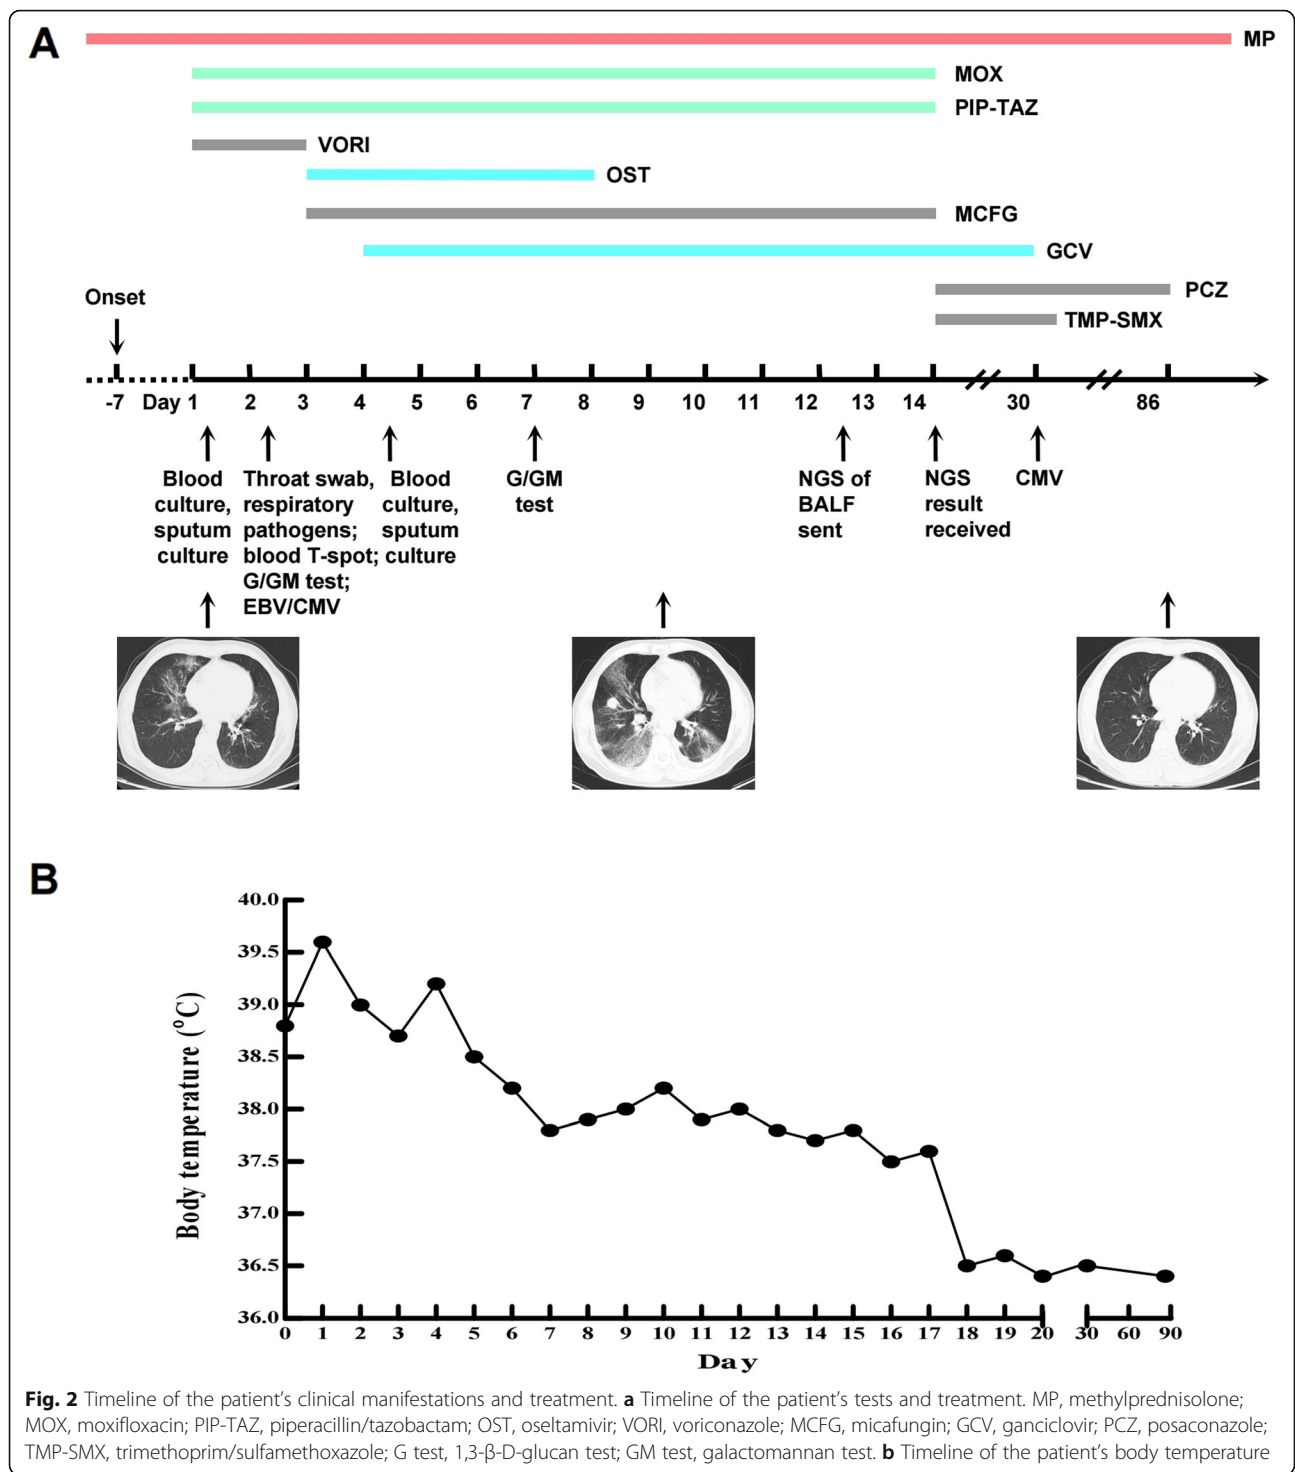 A
MP
MOX
PIP-TAZ
VORI
OST
MCFG
GCV
PCZ
TMP-SMX
Onset
-7 Day 1 2 3 4 5 6 7 8 9 10 11 12 13 14 30 86
Blood
culture,
sputum
culture
Throat swab,
respiratory
pathogens;
blood T-spot;
G/GM test;
EBV/CMV
Blood
culture,
sputum
culture
G/GM
test
NGS of
BALF
sent
NGS
result
received
CMV
B
Body temperature (°C)
40.0
39.5
39.0
38.5
38.0
37.5
37.0
36.5
36.0
0 1 2 3 4 5 6 7 8 9 10 11 12 13 14 15 16 17 18 19 20 30 60 90
Day
Fig. 2 Timeline of the patient's clinical manifestations and treatment. a Timeline of the patient's tests and treatment. MP, methylprednisolone;
MOX, moxifloxacin; PIP-TAZ, piperacillin/tazobactam; OST, oseltamivir; VORI, voriconazole; MCFG, micafungin; GCV, ganciclovir; PCZ, posaconazole;
TMP-SMX, trimethoprim/sulfamethoxazole; G test, 1,3-β-D-glucan test; GM test, galactomannan test. b Timeline of the patient's body temperature